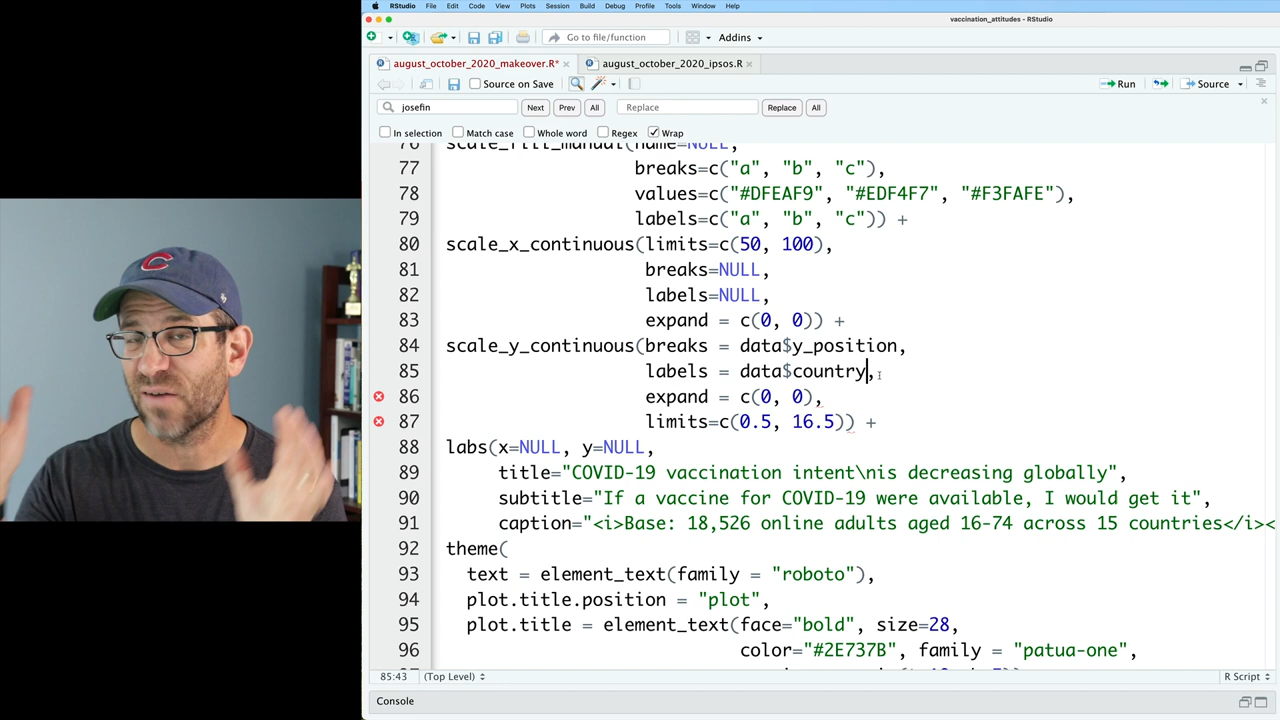 RStudio File Edit Code View Plots Session Build Debug Profile Tools Window Help
vaccination_attitudes - RStudio
Go to file/function Addins
august_october_2020_makeover.R* august_october_2020_ipsos.R
Source on Save Run Source
josefin Next Prev All Replace Replace All
In selection Match case Whole word Regex Wrap
76 scale_fill_manual(name=NULL,
77 breaks=c("a", "b", "c"),
78 values=c("#DFEAF9", "#EDF4F7", "#F3FAFE"),
79 labels=c("a", "b", "c")) +
80 scale_x_continuous(limits=c(50, 100),
81 breaks=NULL,
82 labels=NULL,
83 expand = c(0, 0)) +
84 scale_y_continuous(breaks = data$y_position,
85 labels = data$country,
86 expand = c(0, 0),
87 limits=c(0.5, 16.5)) +
88 labs(x=NULL, y=NULL,
89 title="COVID-19 vaccination intent\nis decreasing globally",
90 subtitle="If a vaccine for COVID-19 were available, I would get it",
91 caption="<i>Base: 18,526 online adults aged 16-74 across 15 countries</i><
92 theme(
93 text = element_text(family = "roboto"),
94 plot.title.position = "plot",
95 plot.title = element_text(face="bold", size=28,
96 color="#2E737B", family = "patua-one",
85:43 (Top Level) R Script
Console